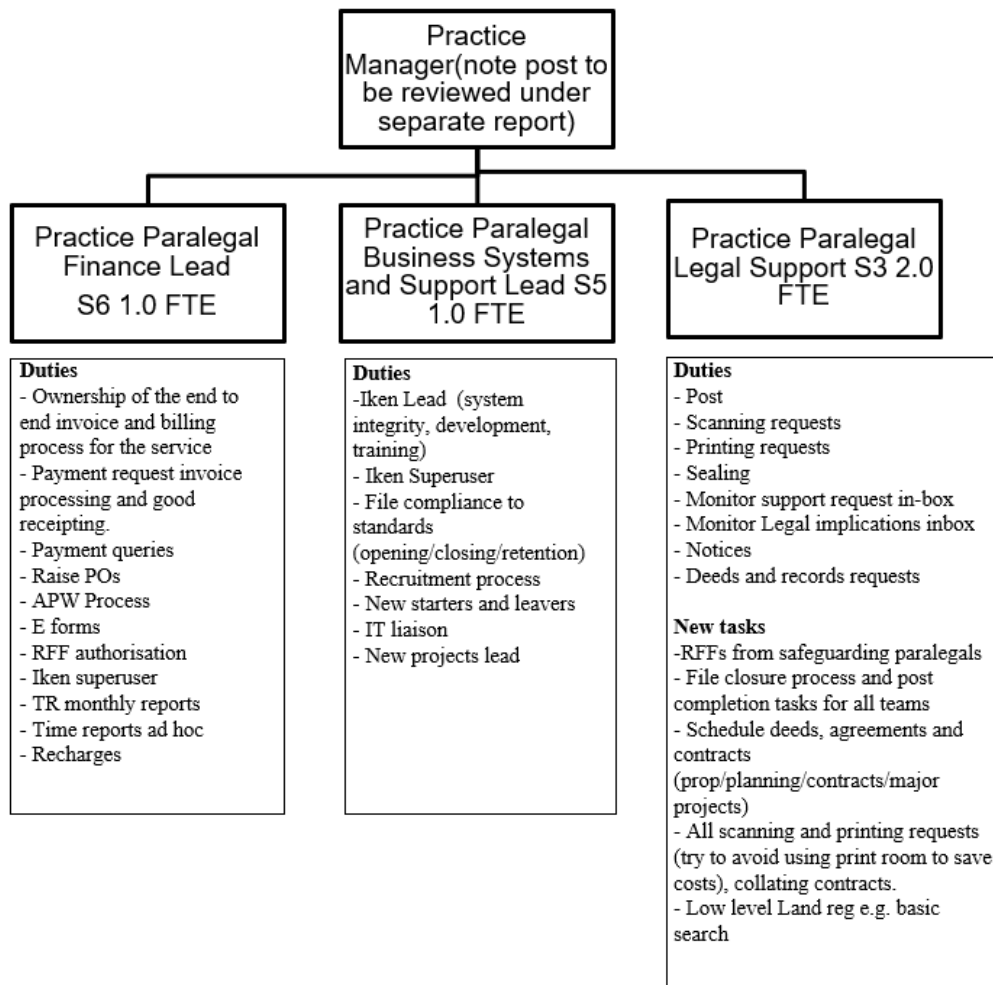 Practice
Manager(note post to
be reviewed under
separate report)
Practice Paralegal
Finance Lead
S6 1.0 FTE
Practice Paralegal
Business Systems
and Support Lead S5
1.0 FTE
Practice Paralegal
Legal Support S3 2.0
FTE
Duties
- Ownership of the end to
end invoice and billing
process for the service
- Payment request invoice
processing and good
receipting.
- Payment queries
- Raise POs
- APW Process
- E forms
- RFF authorisation
- Iken superuser
- TR monthly reports
- Time reports ad hoc
- Recharges
Duties
-Iken Lead  (system
integrity, development,
training)
- Iken Superuser
- File compliance to
standards
(opening/closing/retention)
- Recruitment process
- New starters and leavers
- IT liaison
- New projects lead
Duties
- Post
- Scanning requests
- Printing requests
- Sealing
- Monitor support request in-box
- Monitor Legal implications inbox
- Notices
- Deeds and records requests
New tasks
-RFFs from safeguarding paralegals
- File closure process and post
completion tasks for all teams
- Schedule deeds, agreements and
contracts
(prop/planning/contracts/major
projects)
- All scanning and printing requests
(try to avoid using print room to save
costs), collating contracts.
- Low level Land reg e.g. basic
search